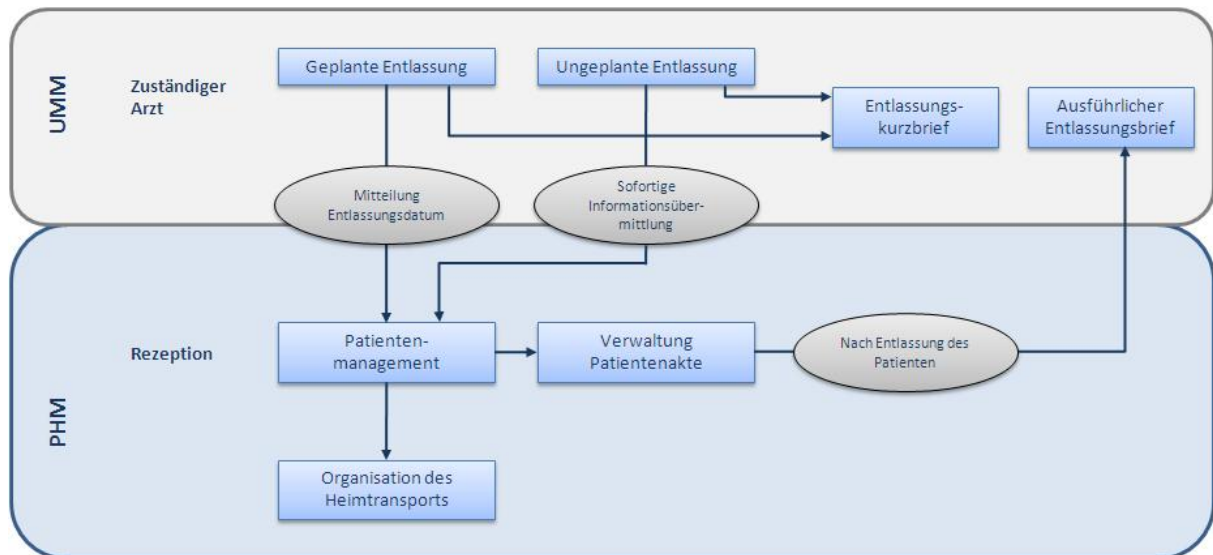 UMM
Zuständiger
Arzt
Geplante Entlassung
Ungeplante Entlassung
Entlassungs-
kurzbrief
Ausführlicher
Entlassungsbrief
Mitteilung
Entlassungsdatum
Sofortige
Informationsüber-
mittlung
PHM
Rezeption
Patienten-
management
Verwaltung
Patientenakte
Nach Entlassung des
Patienten
Organisation des
Heimtransports